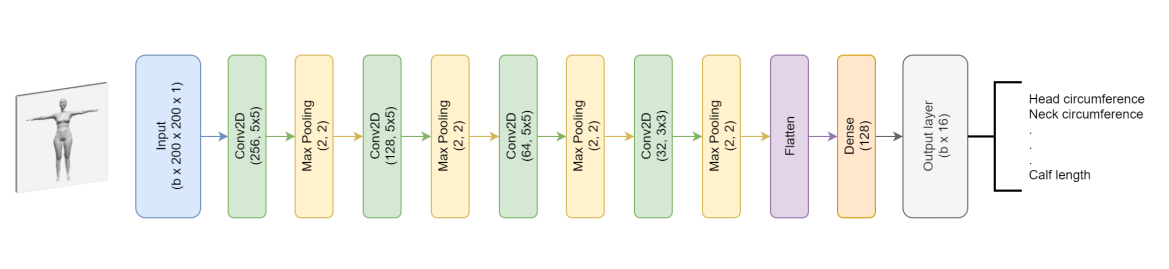 Input
(b x 200 x 200 x 1)
Conv2D
(256, 5x5)
Max Pooling
(2, 2)
Conv2D
(128, 5x5)
Max Pooling
(2, 2)
Conv2D
(64, 5x5)
Max Pooling
(2, 2)
Conv2D
(32, 3x3)
Max Pooling
(2, 2)
Flatten
Dense
(128)
Output layer
(b x 16)
Head circumference
Neck circumference
.
.
.
Calf length